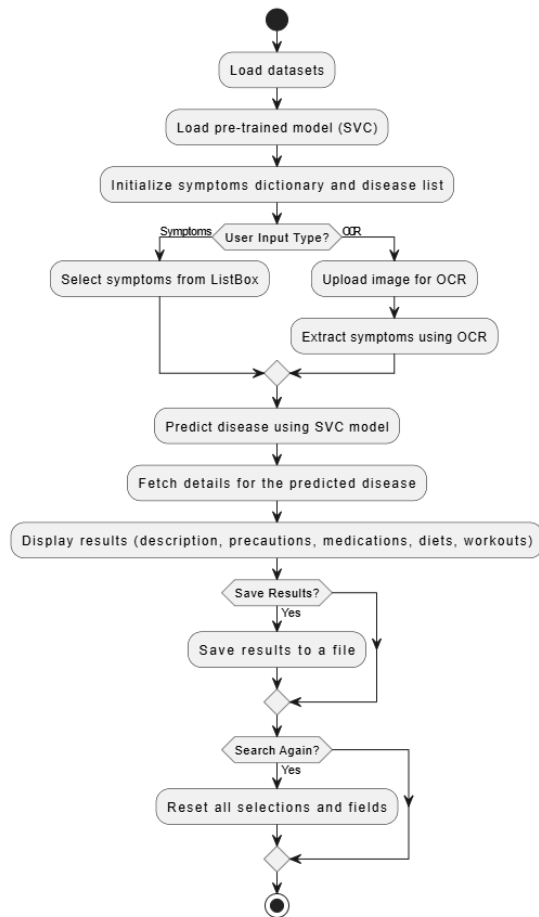 Load datasets
Load pre-trained model (SVC)
Initialize symptoms dictionary and disease list
Symptoms
User Input Type?
OCR
Select symptoms from ListBox
Upload image for OCR
Extract symptoms using OCR
Predict disease using SVC model
Fetch details for the predicted disease
Display results (description, precautions, medications, diets, workouts)
Save Results?
Yes
Save results to a file
Search Again?
Yes
Reset all selections and fields